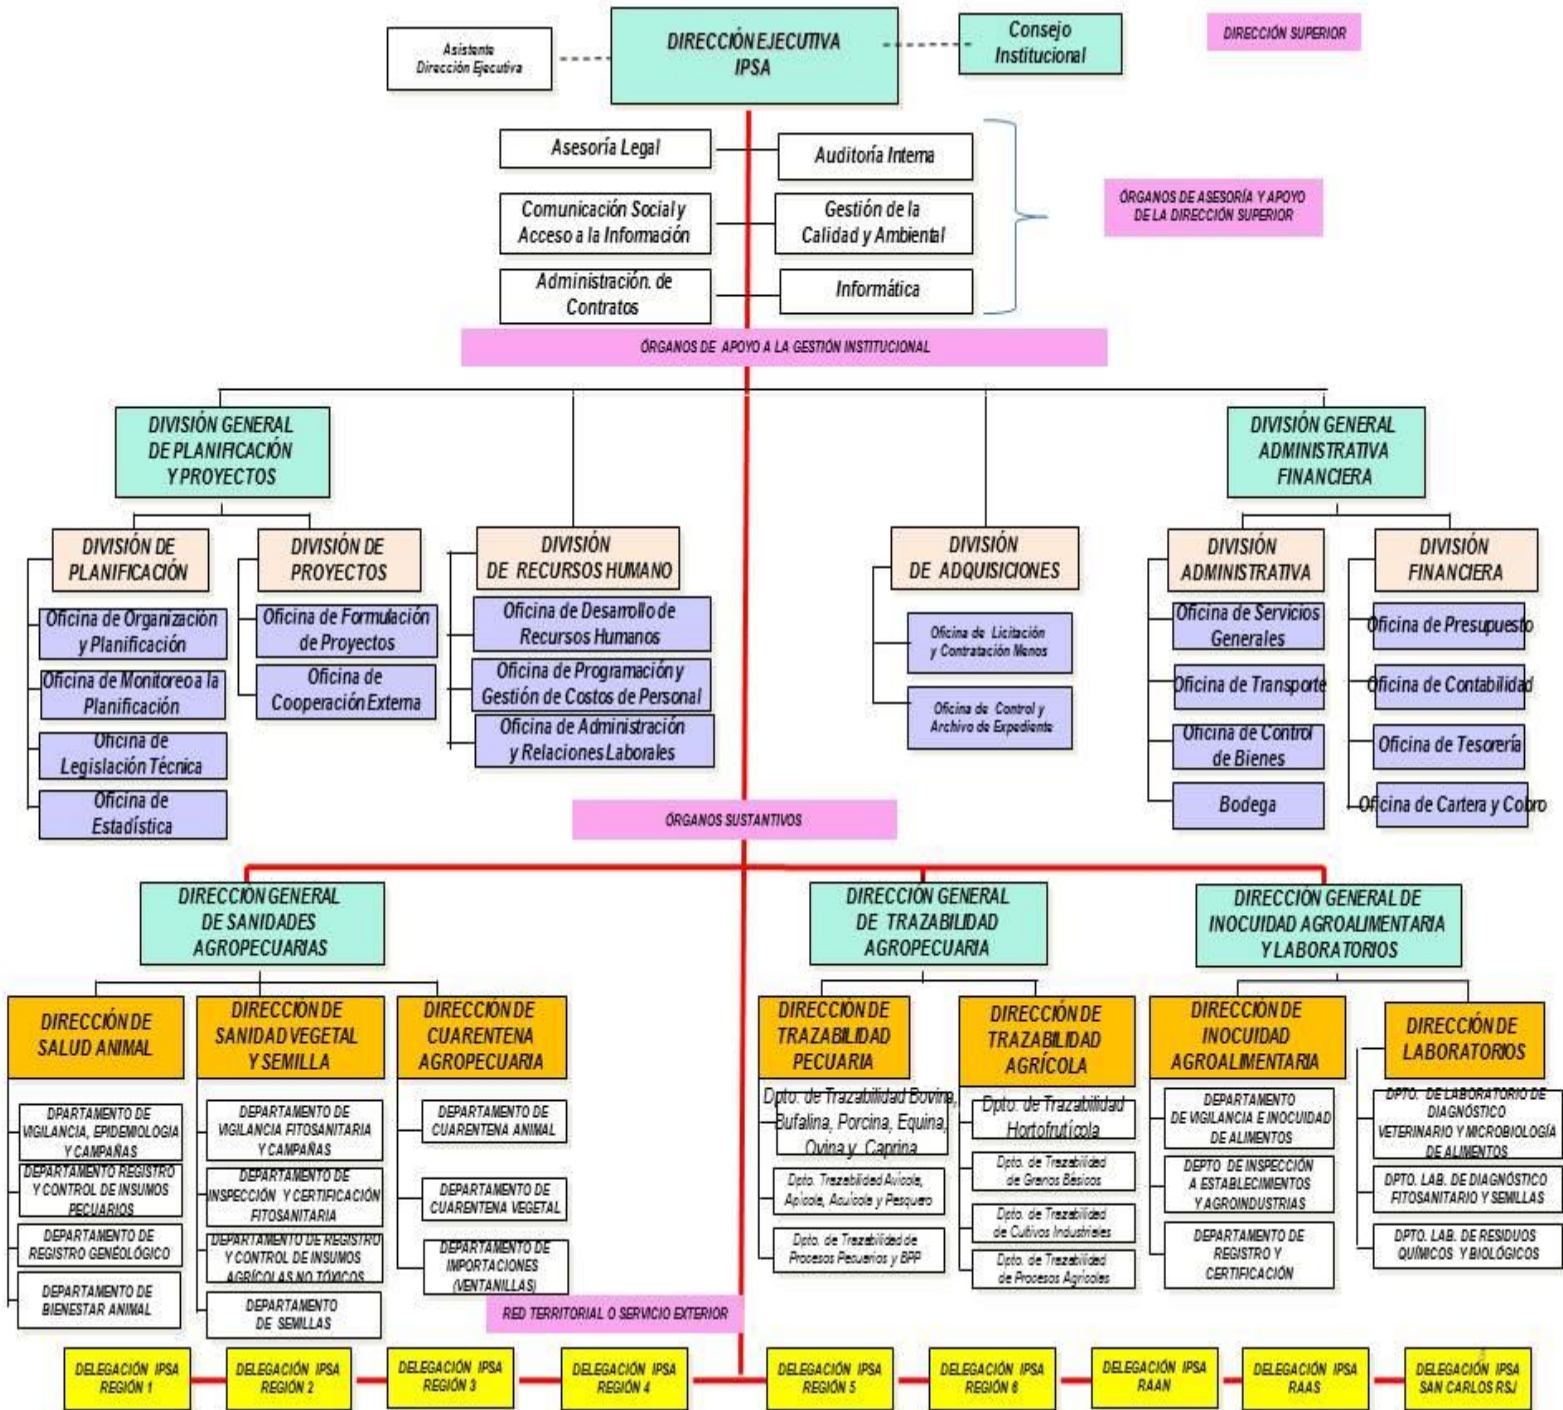 Asistente
Dirección Ejecutiva
DIRECCIÓN EJECUTIVA
IPSA
Consejo
Institucional
DIRECCIÓN SUPERIOR
Asesoría Legal
Auditoría Interna
Comunicación Social y
Acceso a la Información
Gestión de la
Calidad y Ambiental
Administración. de
Contratos
Informática
ÓRGANOS DE ASESORÍA Y APOYO
DE LA DIRECCIÓN SUPERIOR
ÓRGANOS DE APOYO A LA GESTIÓN INSTITUCIONAL
DIVISIÓN GENERAL
DE PLANIFICACIÓN
Y PROYECTOS
DIVISIÓN GENERAL
ADMINISTRATIVA
FINANCIERA
DIVISIÓN DE
PLANIFICACIÓN
Oficina de Organización
y Planificación
Oficina de Monitoreo a la
Planificación
Oficina de
Legislación Técnica
Oficina de
Estadística
DIVISIÓN DE
PROYECTOS
Oficina de Formulación
de Proyectos
Oficina de
Cooperación Externa
DIVISIÓN
DE RECURSOS HUMANO
Oficina de Desarrollo de
Recursos Humanos
Oficina de Programación y
Gestión de Costos de Personal
Oficina de Administración
y Relaciones Laborales
DIVISIÓN
DE ADQUISICIONES
Oficina de Licitación
y Contratación Menos
Oficina de Control y
Archivo de Expediente
DIVISIÓN
ADMINISTRATIVA
Oficina de Servicios
Generales
Oficina de Transporte
Oficina de Control
de Bienes
Bodega
DIVISIÓN
FINANCIERA
Oficina de Presupuesto
Oficina de Contabilidad
Oficina de Tesorería
Oficina de Cartera y Cobro
ÓRGANOS SUSTANTIVOS
DIRECCIÓN GENERAL
DE SANIDADES
AGROPECUARIAS
DIRECCIÓN GENERAL
DE TRAZABILIDAD
AGROPECUARIA
DIRECCIÓN GENERAL DE
INOCUIDAD AGROALIMENTARIA
Y LABORATORIOS
DIRECCIÓN DE
SALUD ANIMAL
DPARTAMENTO DE
VIGILANCIA, EPIDEMIOLOGIA
Y CAMPAÑAS
DEPARTAMENTO REGISTRO
Y CONTROL DE INSUMOS
PECUARIOS
DEPARTAMENTO DE
REGISTRO GENÉOLÓGICO
DEPARTAMENTO DE
BIENESTAR ANIMAL
DIRECCIÓN DE
SANIDAD VEGETAL
Y SEMILLA
DEPARTAMENTO DE
VIGILANCIA FITOSANITARIA
Y CAMPAÑAS
DEPARTAMENTO DE
INSPECCIÓN Y CERTIFICACIÓN
FITOSANITARIA
DEPARTAMENTO DE REGISTRO
Y CONTROL DE INSUMOS
AGRÍCOLAS NO TÓXICOS
DEPARTAMENTO
DE SEMILLAS
DIRECCIÓN DE
CUARENTENA
AGROPECUARIA
DEPARTAMENTO DE
CUARENTENA ANIMAL
DEPARTAMENTO DE
CUARENTENA VEGETAL
DEPARTAMENTO DE
IMPORTACIONES
(VENTANILLAS)
DIRECCIÓN DE
TRAZABILIDAD
PECUARIA
Dpto. de Trazabilidad Bovina,
Bufalina, Porcina, Equina,
Ovina y Caprina
Dpto. Trazabilidad Avicola,
Apicola, Acuicola y Pesquero
Dpto. de Trazabilidad de
Procesos Pecuarios y BPP
DIRECCIÓN DE
TRAZABILIDAD
AGRÍCOLA
Dpto. de Trazabilidad
Hortofrutícola
Dpto. de Trazabilidad
de Granos Básicos
Dpto. de Trazabilidad
de Cultivos Industriales
Dpto. de Trazabilidad
de Procesos Agricolas
DIRECCIÓN DE
INOCUIDAD
AGROALIMENTARIA
DEPARTAMENTO
DE VIGILANCIA E INOCUIDAD
DE ALIMENTOS
DEPTO DE INSPECCIÓN
A ESTABLECIMIENTOS
Y AGROINDUSTRIAS
DEPARTAMENTO DE
REGISTRO Y
CERTIFICACIÓN
DIRECCIÓN DE
LABORATORIOS
DPTO. DE LABORATORIO DE
DIAGNÓSTICO
VETERINARIO Y MICROBIOLOGÍA
DE ALIMENTOS
DPTO. LAB. DE DIAGNÓSTICO
FITOSANITARIO Y SEMILLAS
DPTO. LAB. DE RESIDUOS
QUÍMICOS Y BIOLÓGICOS
RED TERRITORIAL O SERVICIO EXTERIOR
DELEGACIÓN IPSA
REGIÓN 1
DELEGACIÓN IPSA
REGIÓN 2
DELEGACIÓN IPSA
REGIÓN 3
DELEGACIÓN IPSA
REGIÓN 4
DELEGACIÓN IPSA
REGIÓN 5
DELEGACIÓN IPSA
REGIÓN 6
DELEGACIÓN IPSA
RAAN
DELEGACIÓN IPSA
RAAS
DELEGACIÓN IPSA
SAN CARLOS RSJ